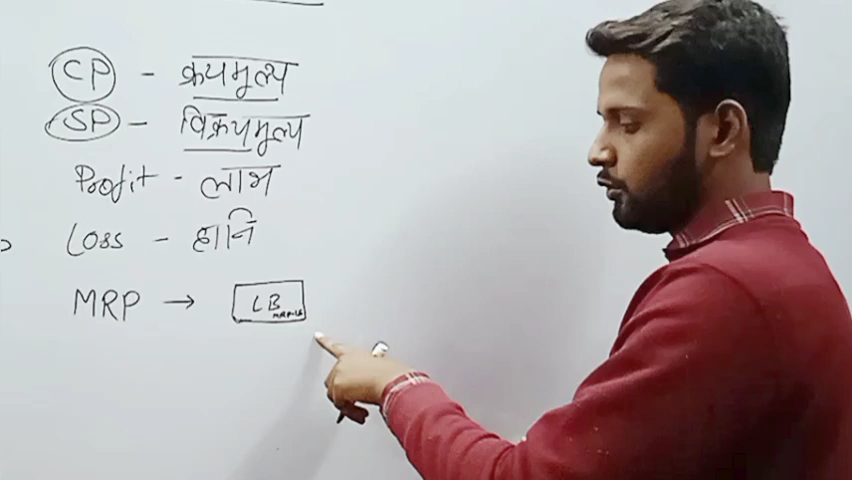 CP - क्रयमूल्य
SP - विक्रयमूल्य
Profit - लाभ
Loss - हानि
MRP → LB